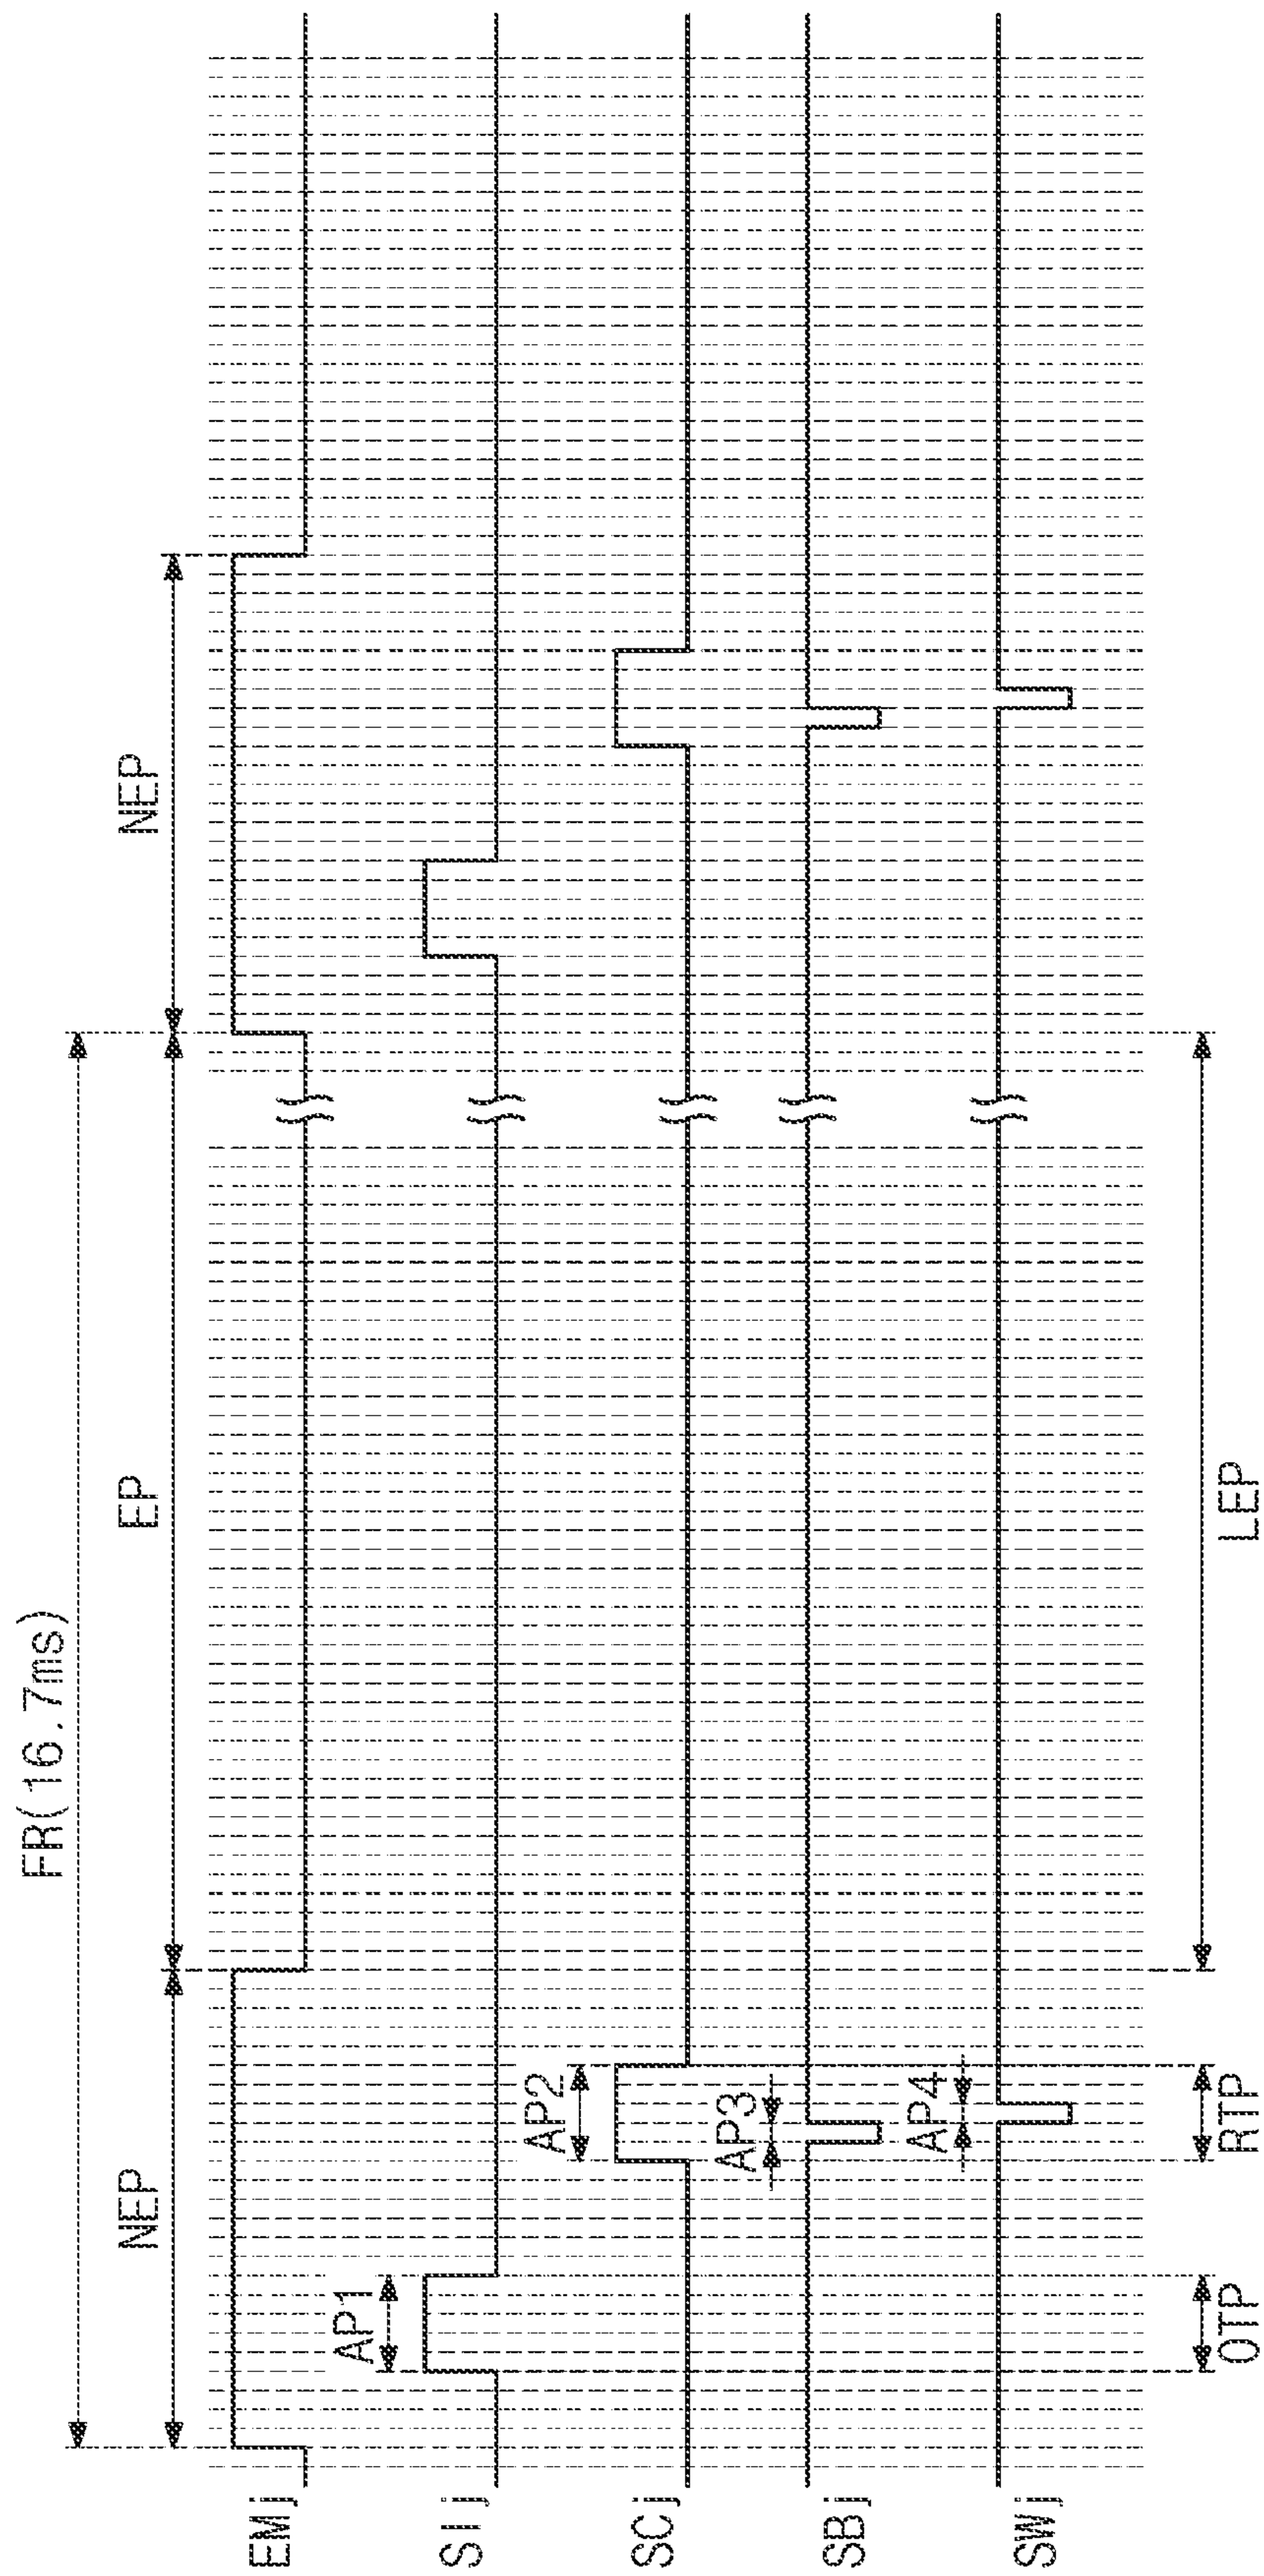 FR(16.7ms)
NEP
EP
NEP
EMj
AP1
SIj
AP2
SCj
AP3
SBj
AP4
SWj
OTP
RTP
LEP